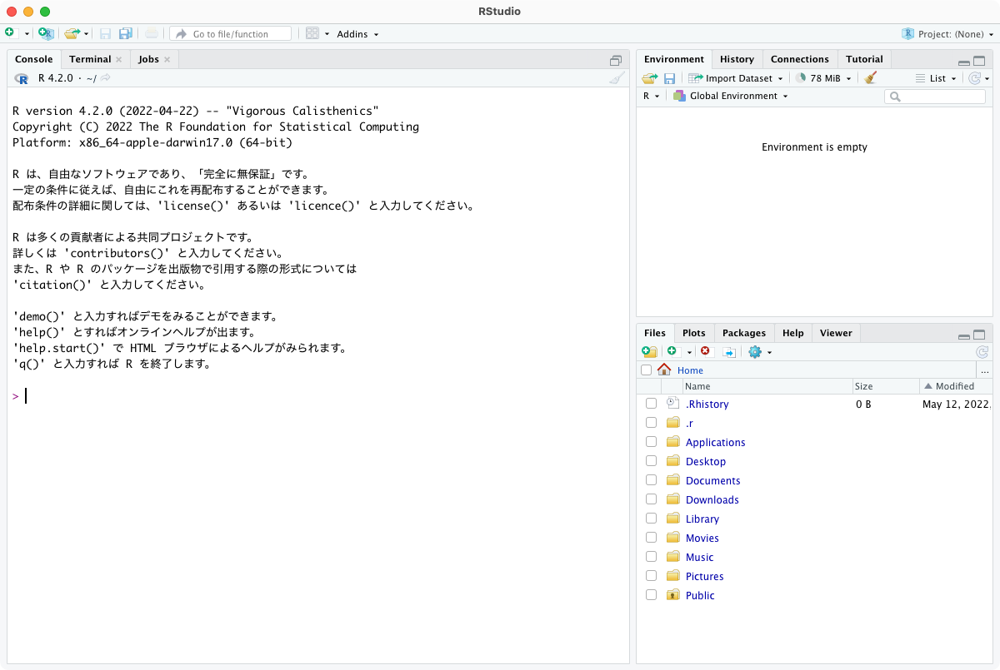 RStudio
Go to file/function
Addins
Project: (None)
Console
Terminal
Jobs
R 4.2.0 · ~/
R version 4.2.0 (2022-04-22) -- "Vigorous Calisthenics"
Copyright (C) 2022 The R Foundation for Statistical Computing
Platform: x86_64-apple-darwin17.0 (64-bit)
R は、自由なソフトウェアであり、「完全に無保証」です。
一定の条件に従えば、自由にこれを再配布することができます。
配布条件の詳細に関しては、'license()' あるいは 'licence()' と入力してください。
R は多くの貢献者による共同プロジェクトです。
詳しくは 'contributors()' と入力してください。
また、R や R のパッケージを出版物で引用する際の形式については
'citation()' と入力してください。
'demo()' と入力すればデモをみることができます。
'help()' とすればオンラインヘルプが出ます。
'help.start()' で HTML ブラウザによるヘルプがみられます。
'q()' と入力すれば R を終了します。
>
Environment
History
Connections
Tutorial
Import Dataset
78 MiB
List
R
Global Environment
Environment is empty
Files
Plots
Packages
Help
Viewer
Home
...
Name
Size
Modified
.Rhistory
0 B
May 12, 2022,
.r
Applications
Desktop
Documents
Downloads
Library
Movies
Music
Pictures
Public